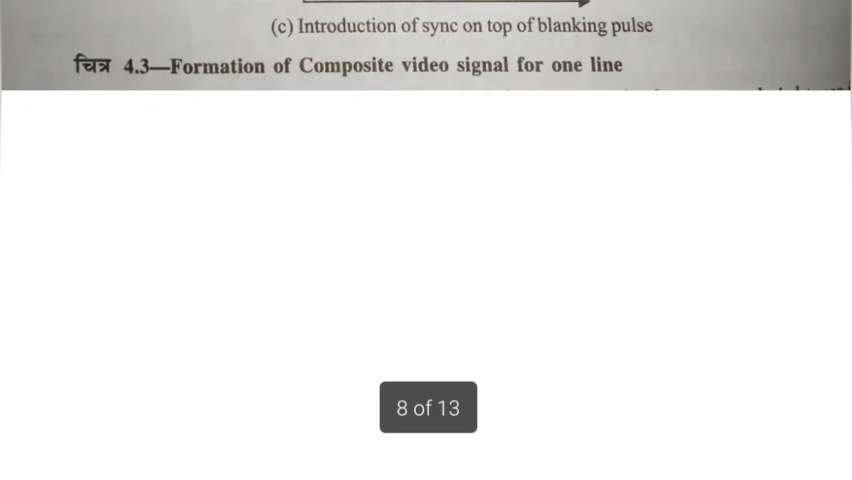 (c) Introduction of sync on top of blanking pulse
चित्र 4.3—Formation of Composite video signal for one line
8 of 13